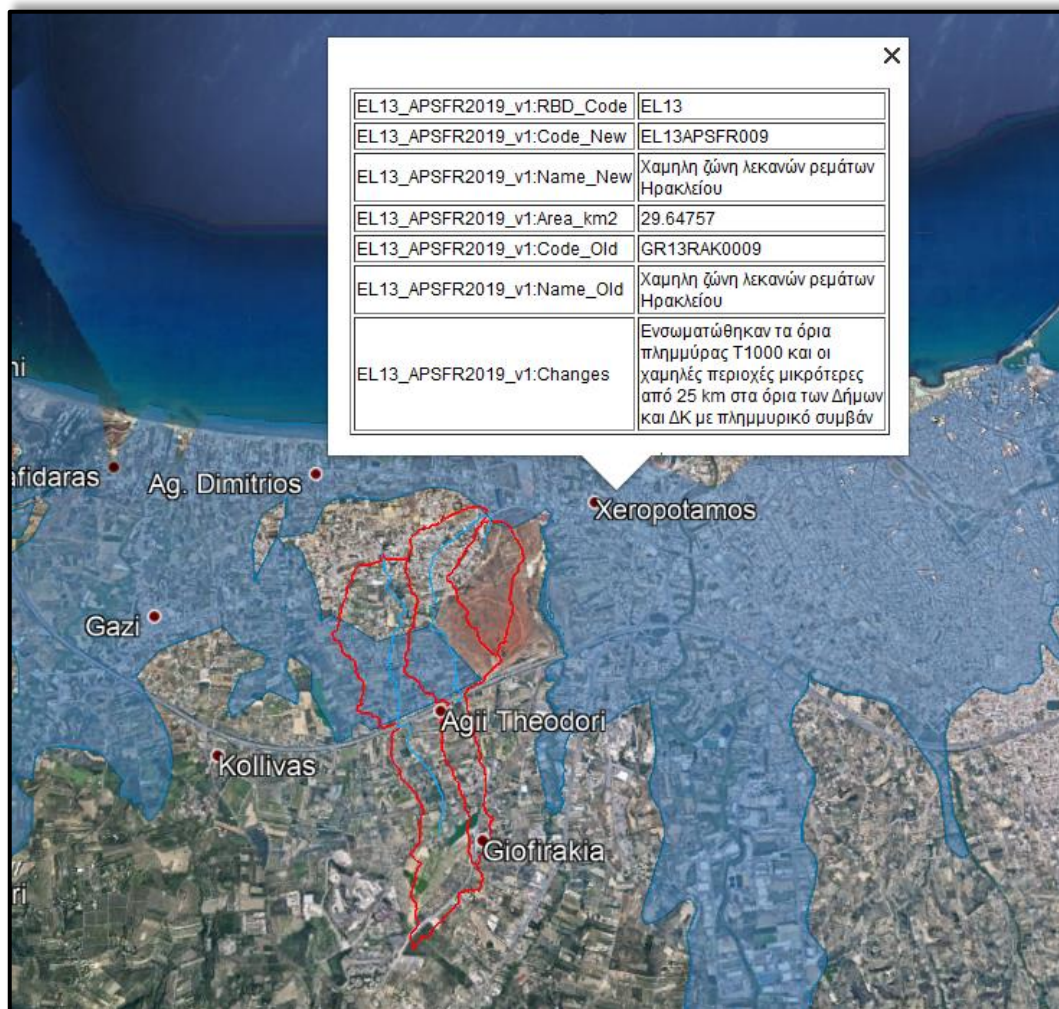 EL13_APSFR2019_v1:RBD_Code EL13
EL13_APSFR2019_v1:Code_New EL13APSFR009
EL13_APSFR2019_v1:Name_New Χαμηλη ζώνη λεκανών ρεμάτων
Ηρακλείου
EL13_APSFR2019_v1:Area_km2 29.64757
EL13_APSFR2019_v1:Code_Old GR13RAK0009
EL13_APSFR2019_v1:Name_Old Χαμηλη ζώνη λεκανών ρεμάτων
Ηρακλείου
EL13_APSFR2019_v1:Changes Ενσωματώθηκαν τα όρια
πλημμύρας Τ1000 και οι
χαμηλές περιοχές μικρότερες
από 25 km στα όρια των Δήμων
και ΔΚ με πλημμυρικό συμβάν
ni
afidaras
Ag. Dimitrios
Xeropotamos
Gazi
Agii Theodori
Kollivas
Giofirakia
ri